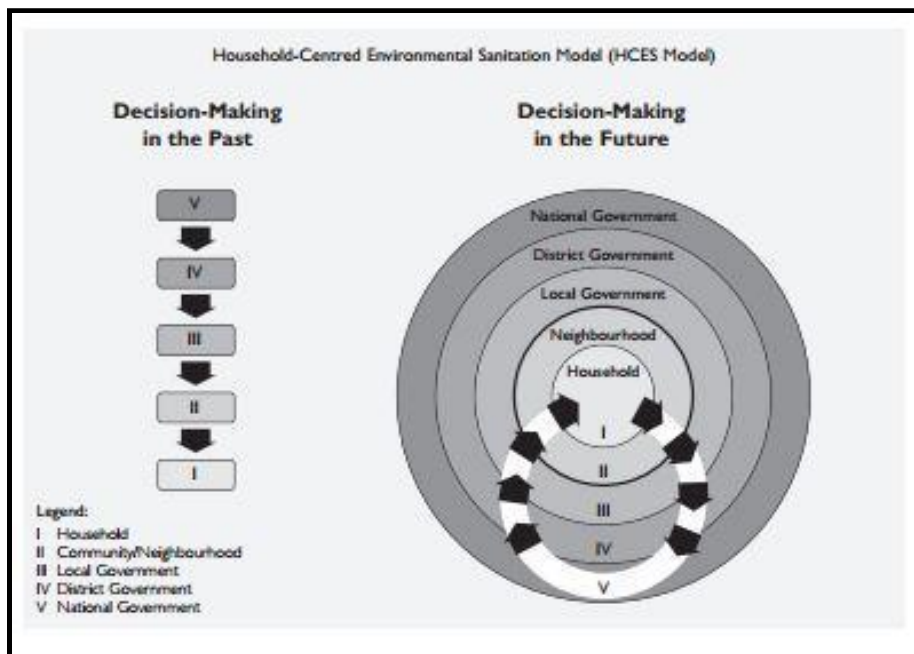 Household-Centred Environmental Sanitation Model (HCES Model)
Decision-Making
in the Past
V
IV
III
II
I
Legend:
I Household
II Community/Neighbourhood
III Local Government
IV District Government
V National Government
Decision-Making
in the Future
National Government
District Government
Local Government
Neighbourhood
Household
I
II
III
IV
V